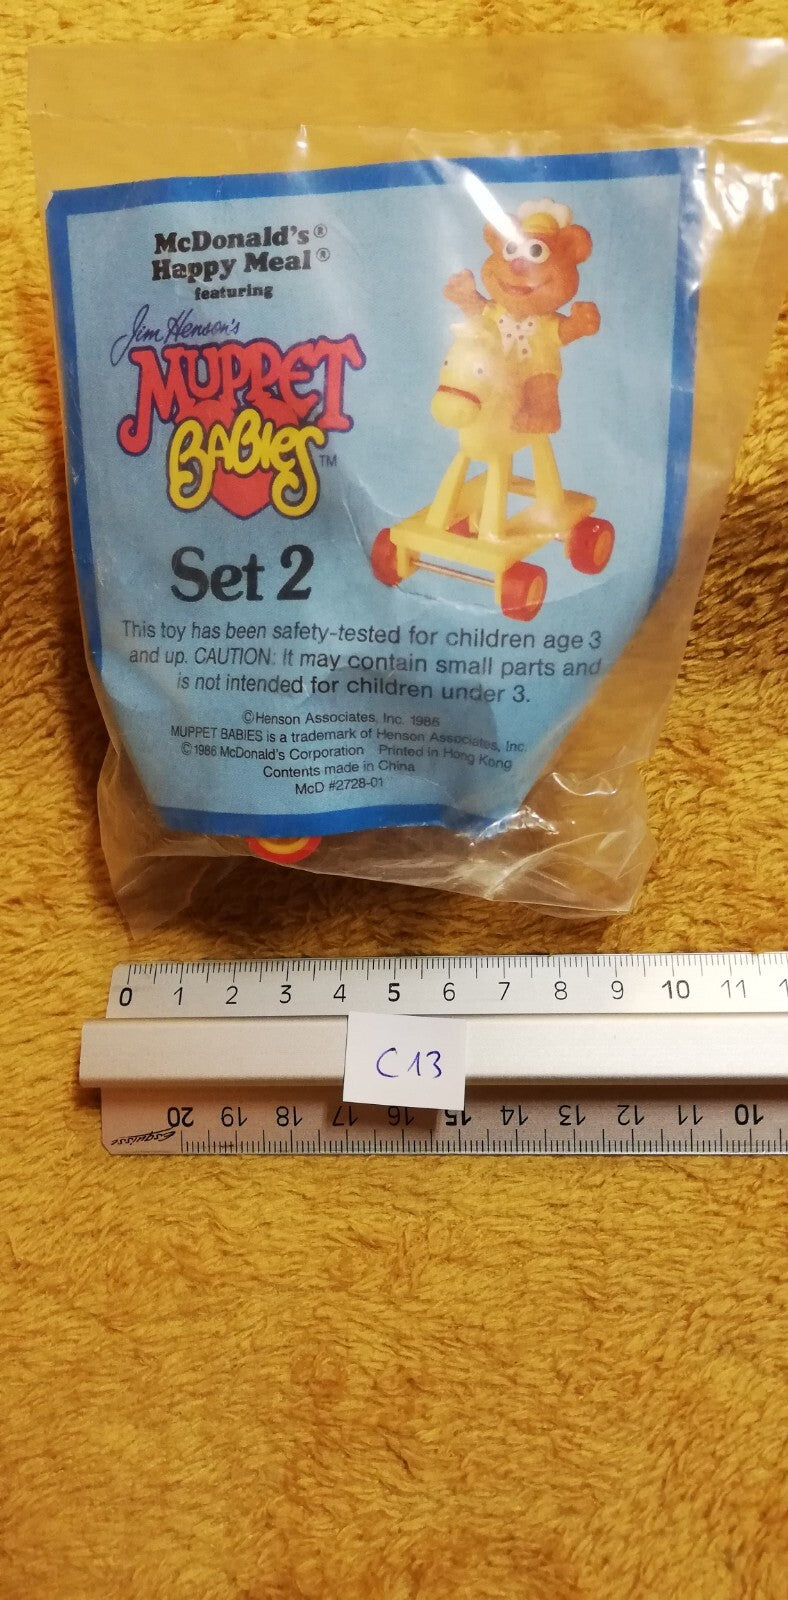 McDonald's®
Happy Meal®
featuring
Jim Henson's
MUPPET
BABIES™
Set 2
This toy has been safety-tested for children age 3
and up. CAUTION: It may contain small parts and
is not intended for children under 3.
©Henson Associates, Inc. 1986
MUPPET BABIES is a trademark of Henson Associates, Inc.
©1986 McDonald's Corporation Printed in Hong Kong
Contents made in China
McD #2728-01
0 1 2 3 4 5 6 7 8 9 10 11
C13
20 19 18 17 16 15 14 13 12 11 10